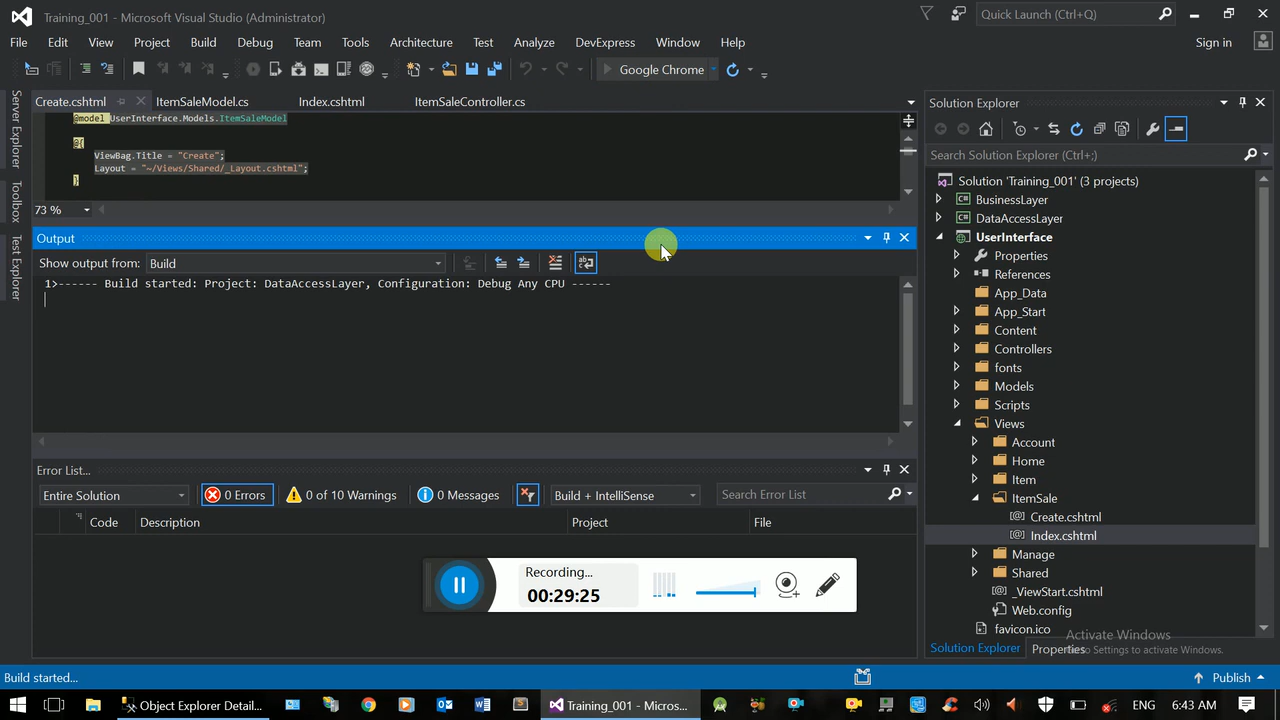 Training_001 - Microsoft Visual Studio (Administrator)
Quick Launch (Ctrl+Q)
File Edit View Project Build Debug Team Tools Architecture Test Analyze DevExpress Window Help
Sign in
Google Chrome
Server Explorer
Toolbox
Test Explorer
Create.cshtml ItemSaleModel.cs Index.cshtml ItemSaleController.cs
@model UserInterface.Models.ItemSaleModel
@{
ViewBag.Title = "Create";
Layout = "~/Views/Shared/_Layout.cshtml";
}
73 %
Output
Show output from: Build
1>------ Build started: Project: DataAccessLayer, Configuration: Debug Any CPU ------
Error List...
Entire Solution 0 Errors 0 of 10 Warnings 0 Messages Build + IntelliSense Search Error List
Code Description Project File
Recording...
00:29:25
Solution Explorer
Search Solution Explorer (Ctrl+;)
Solution 'Training_001' (3 projects)
BusinessLayer
DataAccessLayer
UserInterface
Properties
References
App_Data
App_Start
Content
Controllers
fonts
Models
Scripts
Views
Account
Home
Item
ItemSale
Create.cshtml
Index.cshtml
Manage
Shared
_ViewStart.cshtml
Web.config
favicon.ico
Activate Windows
Solution Explorer Properties to Settings to activate Windows.
Build started...
Publish
Object Explorer Detail...
Training_001 - Micros...
ENG 6:43 AM